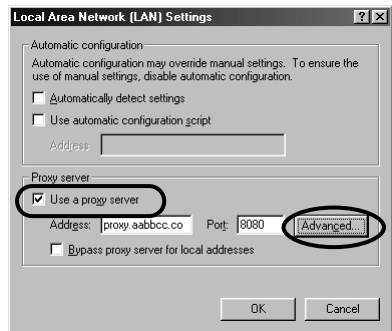 Local Area Network (LAN) Settings
Automatic configuration
Automatic configuration may override manual settings. To ensure the
use of manual settings, disable automatic configuration.
Automatically detect settings
Use automatic configuration script
Address
Proxy server
Use a proxy server
Address: proxy.aabbcc.co Port: 8080 Advanced...
Bypass proxy server for local addresses
OK Cancel